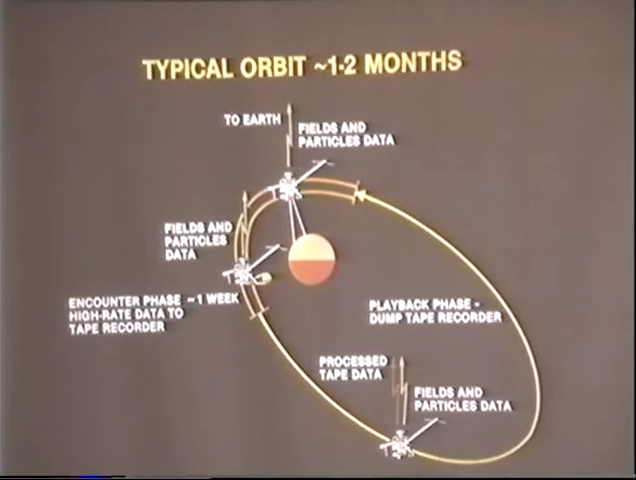 TYPICAL ORBIT ~1-2 MONTHS
TO EARTH
FIELDS AND
PARTICLES DATA
FIELDS AND
PARTICLES
DATA
ENCOUNTER PHASE ~1 WEEK
HIGH-RATE DATA TO
TAPE RECORDER
PLAYBACK PHASE -
DUMP TAPE RECORDER
PROCESSED
TAPE DATA
FIELDS AND
PARTICLES DATA